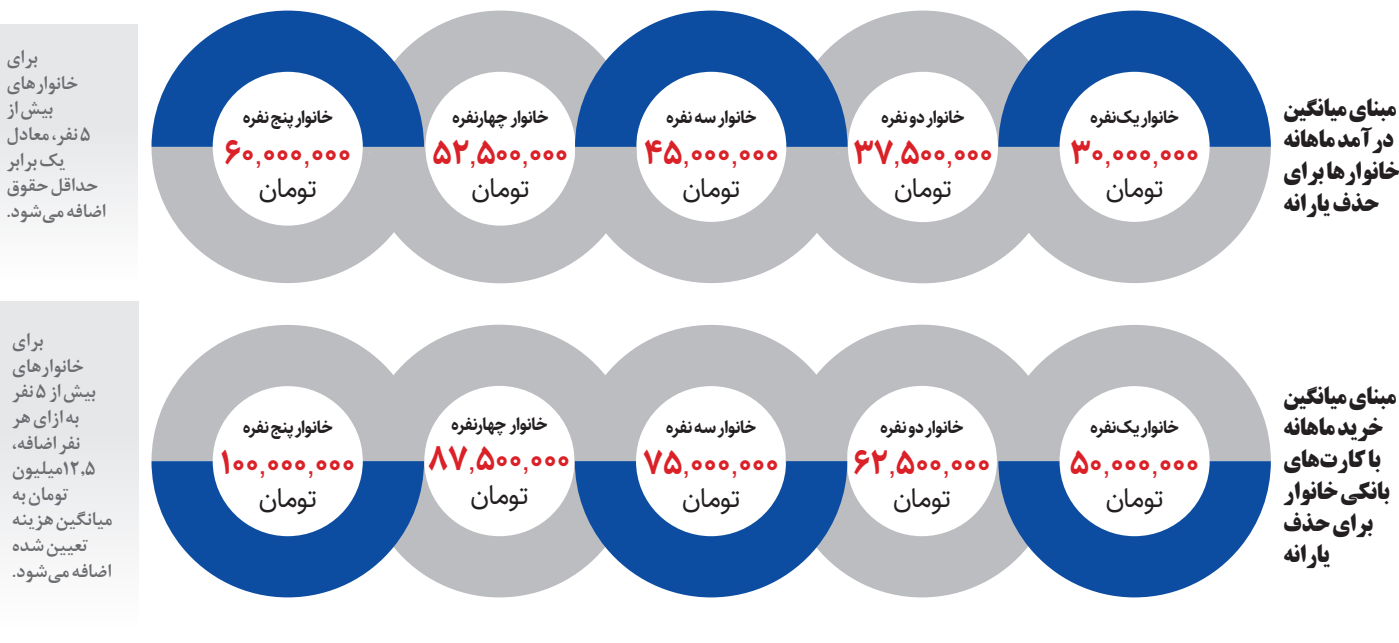 مبنای میانگین
درآمد ماهانه
خانوارها برای
حذف یارانه
خانوار یک‌نفره
۳۰,۰۰۰,۰۰۰
تومان
خانوار دو نفره
۳۷,۵۰۰,۰۰۰
تومان
خانوار سه نفره
۴۵,۰۰۰,۰۰۰
تومان
خانوار چهارنفره
۵۲,۵۰۰,۰۰۰
تومان
خانوار پنج نفره
۶۰,۰۰۰,۰۰۰
تومان
برای
خانوارهای
بیش از
۵ نفر، معادل
یک برابر
حداقل حقوق
اضافه می‌شود.
مبنای میانگین
خرید ماهانه
با کارت‌های
بانکی خانوار
برای حذف
یارانه
خانوار یک‌نفره
۵۰,۰۰۰,۰۰۰
تومان
خانوار دو نفره
۶۲,۵۰۰,۰۰۰
تومان
خانوار سه نفره
۷۵,۰۰۰,۰۰۰
تومان
خانوار چهارنفره
۸۷,۵۰۰,۰۰۰
تومان
خانوار پنج نفره
۱۰۰,۰۰۰,۰۰۰
تومان
برای
خانوارهای
بیش از ۵ نفر
به ازای هر
نفر اضافه،
۱۲,۵میلیون
تومان به
میانگین هزینه
تعیین شده
اضافه می‌شود.